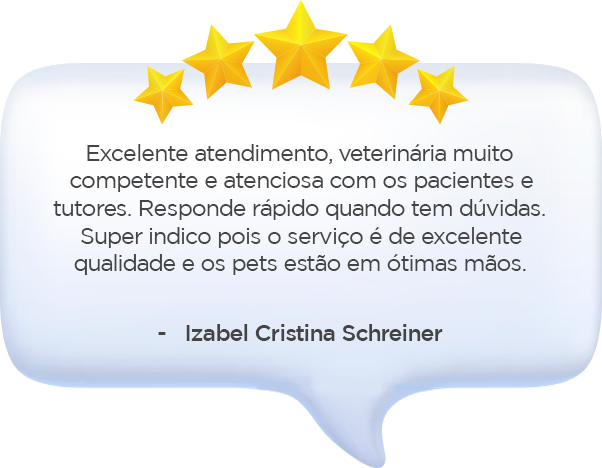 Excelente atendimento, veterinária muito
competente e atenciosa com os pacientes e
tutores. Responde rápido quando tem dúvidas.
Super indico pois o serviço é de excelente
qualidade e os pets estão em ótimas mãos.
- Izabel Cristina Schreiner